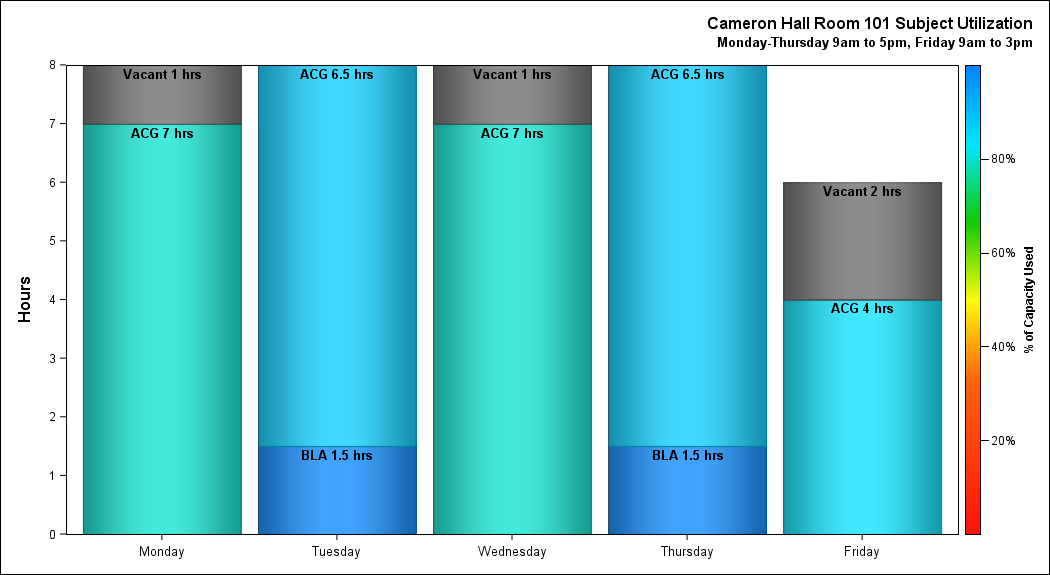 Cameron Hall Room 101 Subject Utilization
Monday-Thursday 9am to 5pm, Friday 9am to 3pm
Hours
8
7
6
5
4
3
2
1
0
Vacant 1 hrs
ACG 7 hrs
ACG 6.5 hrs
BLA 1.5 hrs
Vacant 1 hrs
ACG 7 hrs
ACG 6.5 hrs
BLA 1.5 hrs
Vacant 2 hrs
ACG 4 hrs
Monday
Tuesday
Wednesday
Thursday
Friday
80%
60%
40%
20%
% of Capacity Used